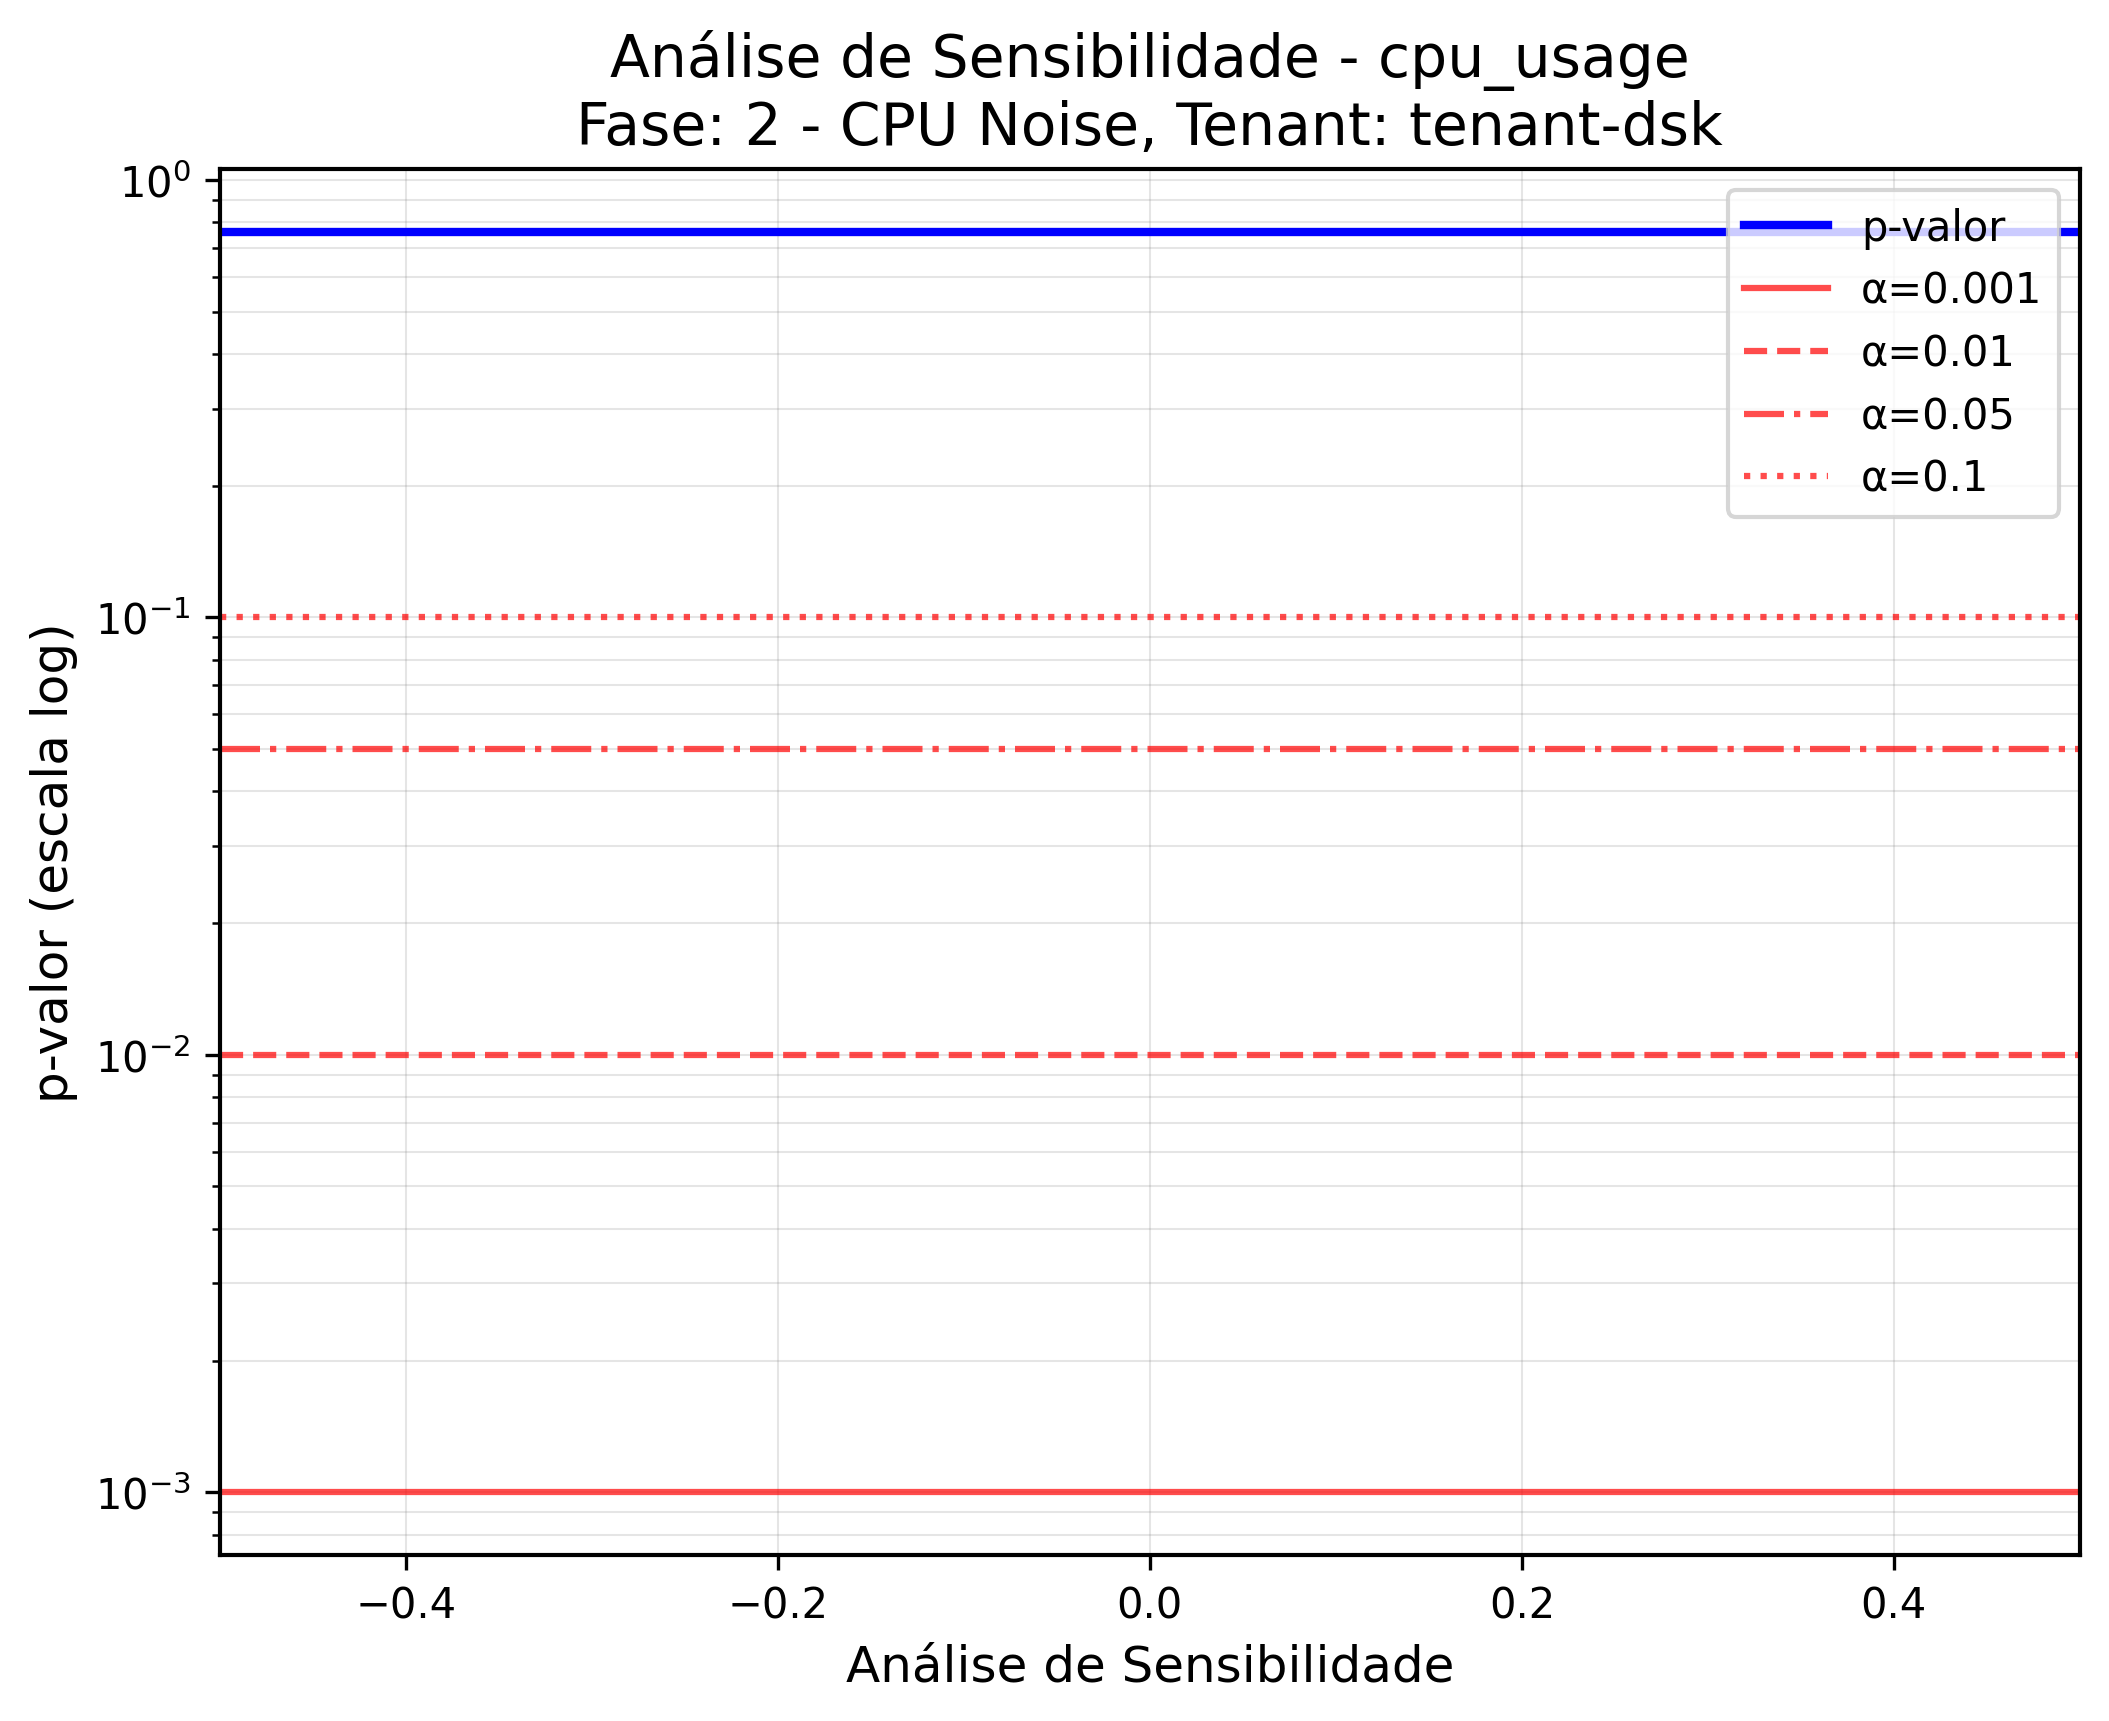 Análise de Sensibilidade - cpu_usage
Fase: 2 - CPU Noise, Tenant: tenant-dsk
p-valor
α=0.001
α=0.01
α=0.05
α=0.1
10⁰
10⁻¹
10⁻²
10⁻³
p-valor (escala log)
−0.4 −0.2 0.0 0.2 0.4
Análise de Sensibilidade